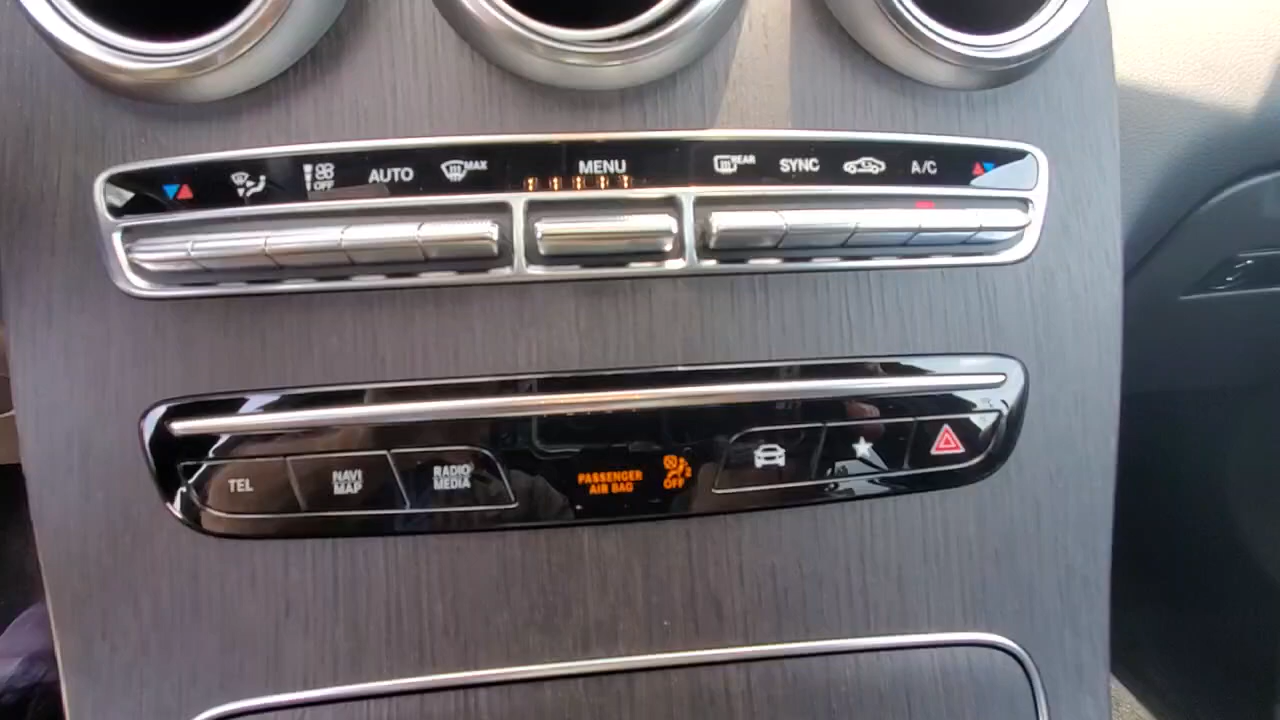 OFF
AUTO
MAX
MENU
REAR
SYNC
A/C
TEL
NAVI
MAP
RADIO
MEDIA
PASSENGER
AIR BAG
OFF